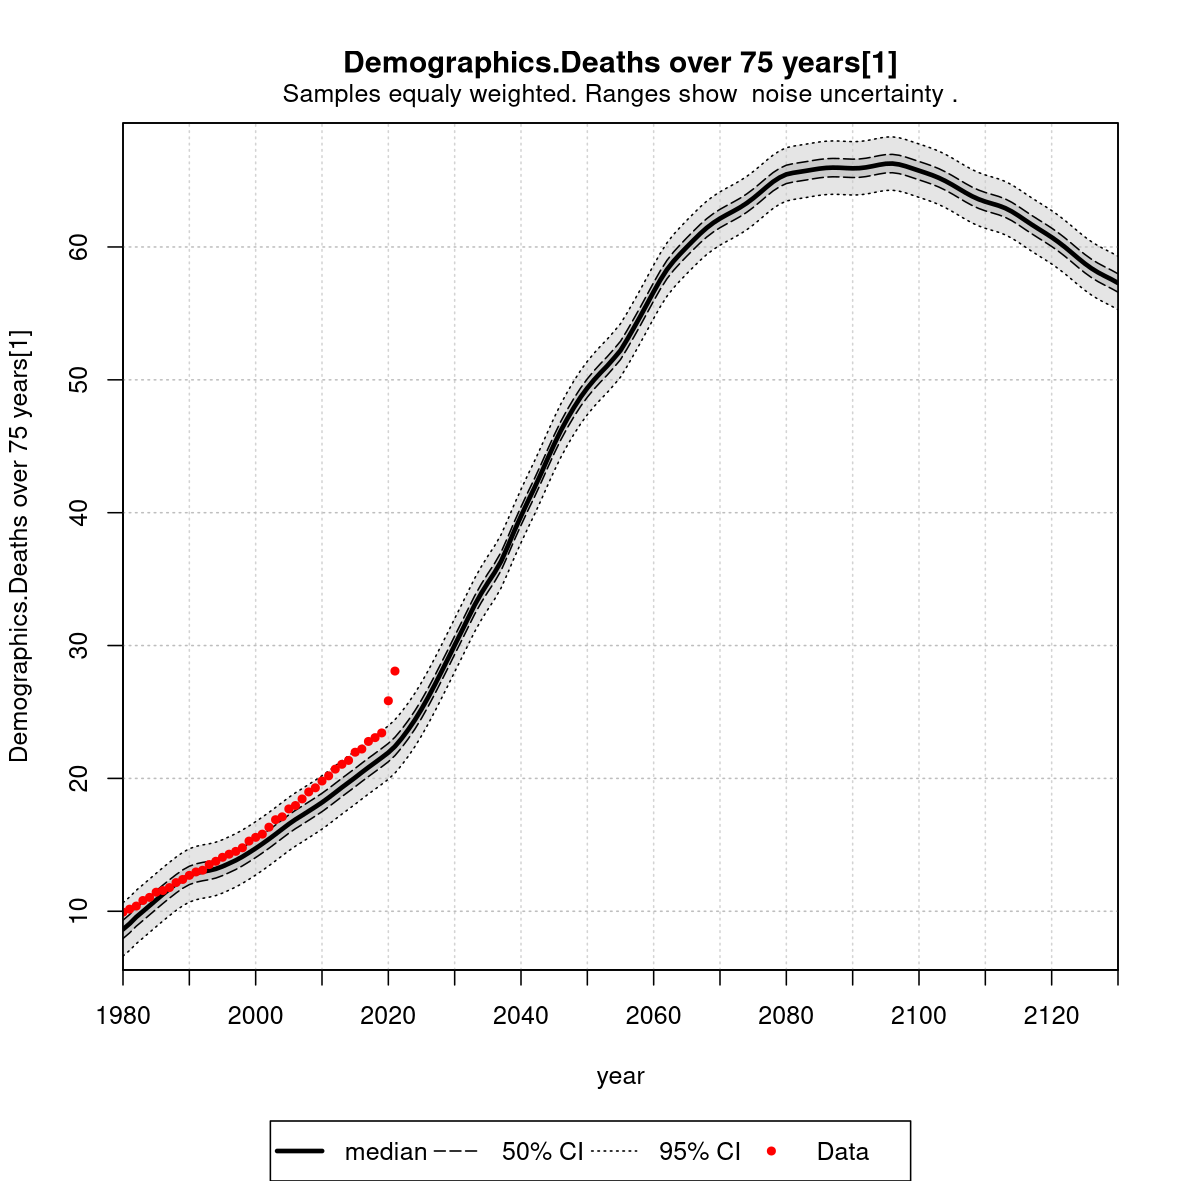 Demographics.Deaths over 75 years[1]
Samples equaly weighted. Ranges show  noise uncertainty .
Demographics.Deaths over 75 years[1]
60
50
40
30
20
10
1980 2000 2020 2040 2060 2080 2100 2120
year
median 50% CI 95% CI Data